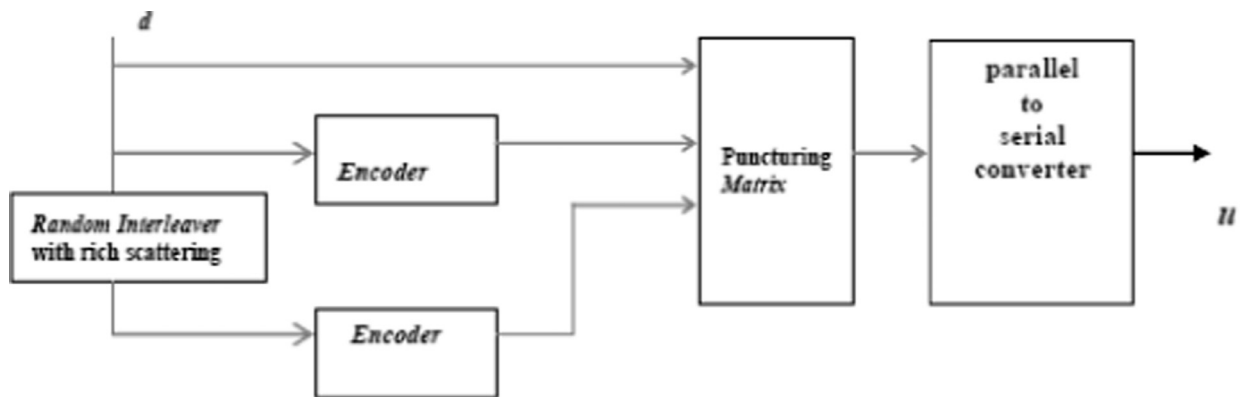 d
Encoder
Random Interleaver
with rich scattering
Encoder
Puncturing
Matrix
parallel
to
serial
converter
u